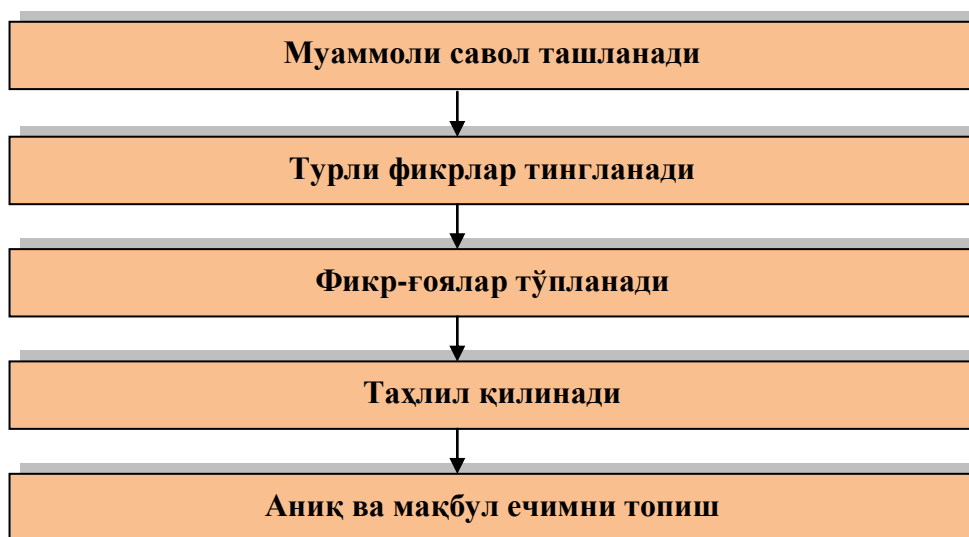 Муаммоли савол ташланади
Турли фикрлар тингланади
Фикр-ғоялар тўпланади
Таҳлил қилинади
Аниқ ва мақбул ечимни топиш